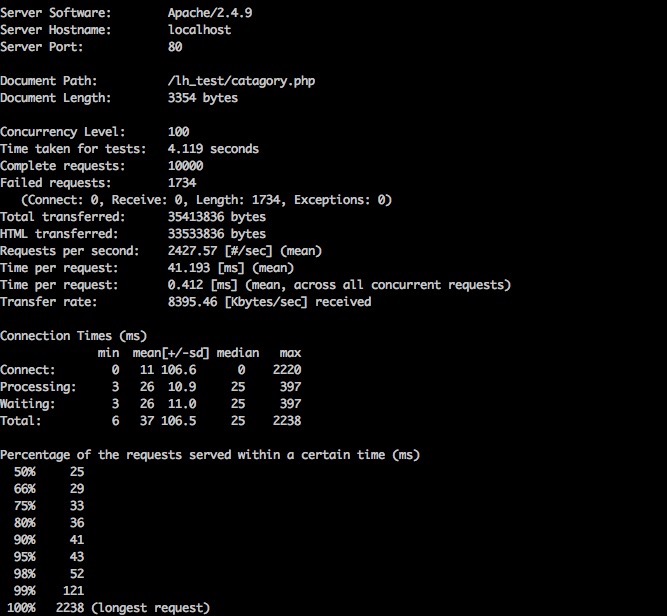 Server Software:        Apache/2.4.9
Server Hostname:        localhost
Server Port:            80
Document Path:          /lh_test/catagory.php
Document Length:        3354 bytes
Concurrency Level:      100
Time taken for tests:   4.119 seconds
Complete requests:      10000
Failed requests:        1734
   (Connect: 0, Receive: 0, Length: 1734, Exceptions: 0)
Total transferred:      35413836 bytes
HTML transferred:       33533836 bytes
Requests per second:    2427.57 [#/sec] (mean)
Time per request:       41.193 [ms] (mean)
Time per request:       0.412 [ms] (mean, across all concurrent requests)
Transfer rate:          8395.46 [Kbytes/sec] received
Connection Times (ms)
              min  mean[+/-sd] median   max
Connect:        0   11 106.6      0    2220
Processing:     3   26  10.9     25     397
Waiting:        3   26  11.0     25     397
Total:          6   37 106.5     25    2238
Percentage of the requests served within a certain time (ms)
  50%     25
  66%     29
  75%     33
  80%     36
  90%     41
  95%     43
  98%     52
  99%    121
 100%   2238 (longest request)